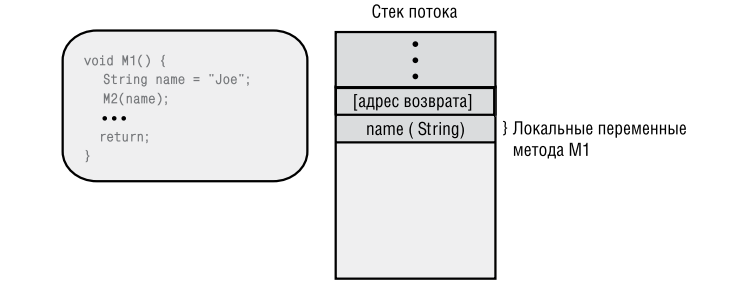 Стек потока
void M1() {
String name = "Joe";
M2(name);
•••
return;
}
[адрес возврата]
name ( String)
} Локальные переменные
метода M1